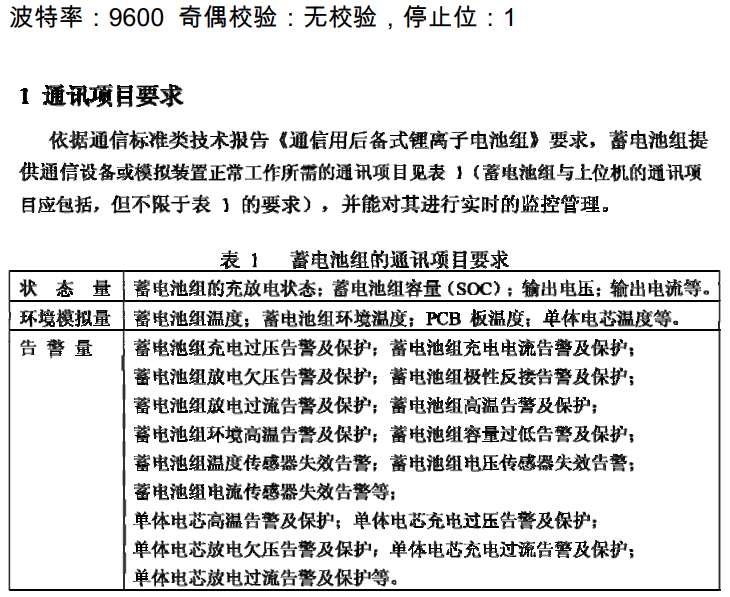 波特率：9600 奇偶校验：无校验，停止位：1
1 通讯项目要求
依据通信标准类技术报告《通信用后备式锂离子电池组》要求，蓄电池组提
供通信设备或模拟装置正常工作所需的通讯项目见表 1（蓄电池组与上位机的通讯项
目应包括，但不限于表 1 的要求），并能对其进行实时的监控管理。
表 1 蓄电池组的通讯项目要求
状 态 量 蓄电池组的充放电状态；蓄电池组容量（SOC）；输出电压；输出电流等。
环境模拟量 蓄电池组温度；蓄电池组环境温度；PCB 板温度；单体电芯温度等。
告 警 量 蓄电池组充电过压告警及保护；蓄电池组充电电流告警及保护；
蓄电池组放电欠压告警及保护；蓄电池组极性反接告警及保护；
蓄电池组放电过流告警及保护；蓄电池组高温告警及保护；
蓄电池组环境高温告警及保护；蓄电池组容量过低告警及保护；
蓄电池组温度传感器失效告警；蓄电池组电压传感器失效告警；
蓄电池组电流传感器失效告警等；
单体电芯高温告警及保护；单体电芯充电过压告警及保护；
单体电芯放电欠压告警及保护；单体电芯充电过流告警及保护；
单体电芯放电过流告警及保护等。